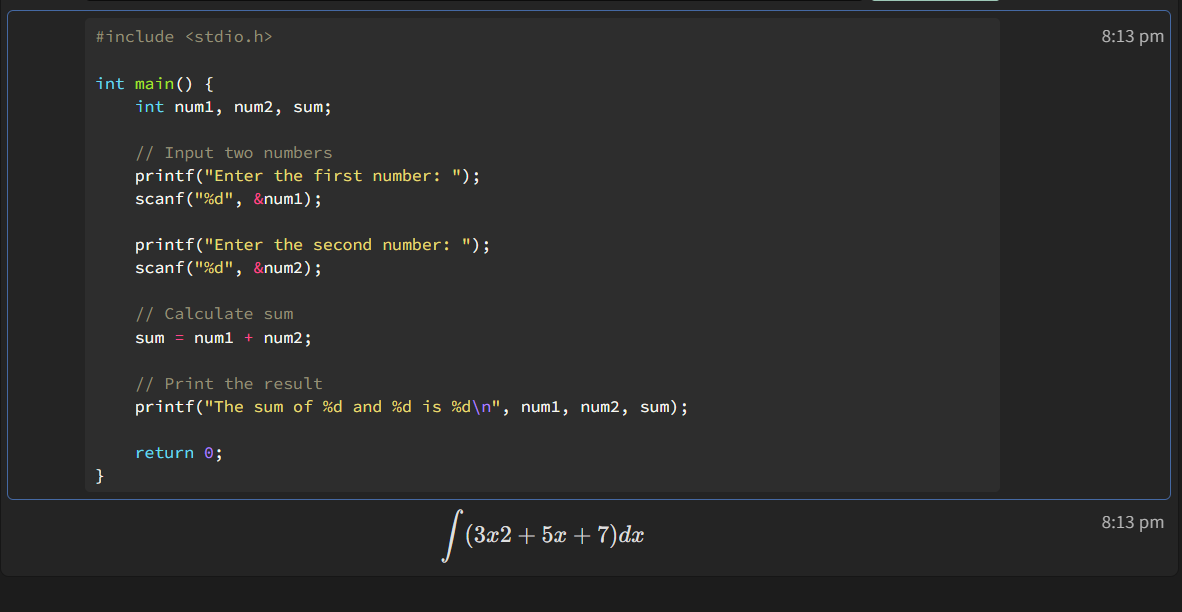 #include <stdio.h>
8:13 pm
int main() {
    int num1, num2, sum;
    // Input two numbers
    printf("Enter the first number: ");
    scanf("%d", &num1);
    printf("Enter the second number: ");
    scanf("%d", &num2);
    // Calculate sum
    sum = num1 + num2;
    // Print the result
    printf("The sum of %d and %d is %d\n", num1, num2, sum);
    return 0;
}
∫(3x2 + 5x + 7)dx
8:13 pm